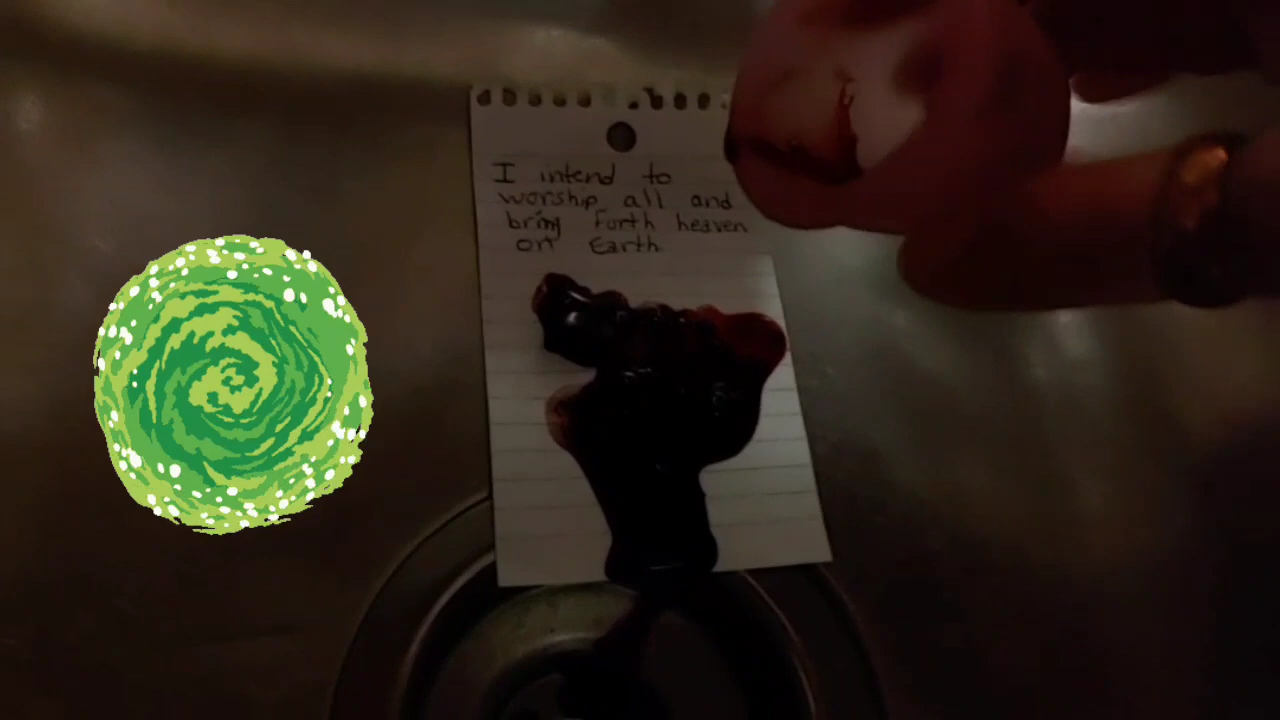 I intend to
worship all and
bring forth heaven
on Earth